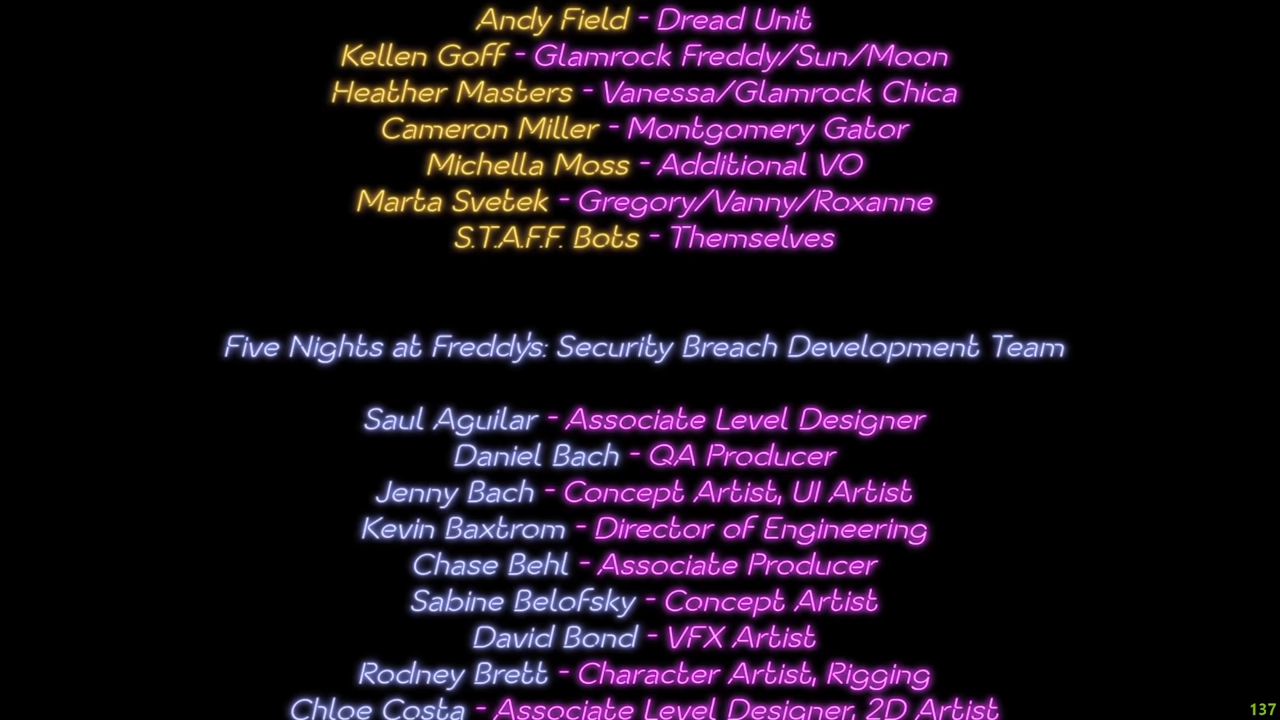 Andy Field - Dread Unit
Kellen Goff - Glamrock Freddy/Sun/Moon
Heather Masters - Vanessa/Glamrock Chica
Cameron Miller - Montgomery Gator
Michella Moss - Additional VO
Marta Svetek - Gregory/Vanny/Roxanne
S.T.A.F.F. Bots - Themselves
Five Nights at Freddy's: Security Breach Development Team
Saul Aguilar - Associate Level Designer
Daniel Bach - QA Producer
Jenny Bach - Concept Artist, UI Artist
Kevin Baxtrom - Director of Engineering
Chase Behl - Associate Producer
Sabine Belofsky - Concept Artist
David Bond - VFX Artist
Rodney Brett - Character Artist, Rigging
Chloe Costa - Associate Level Designer, 2D Artist
137